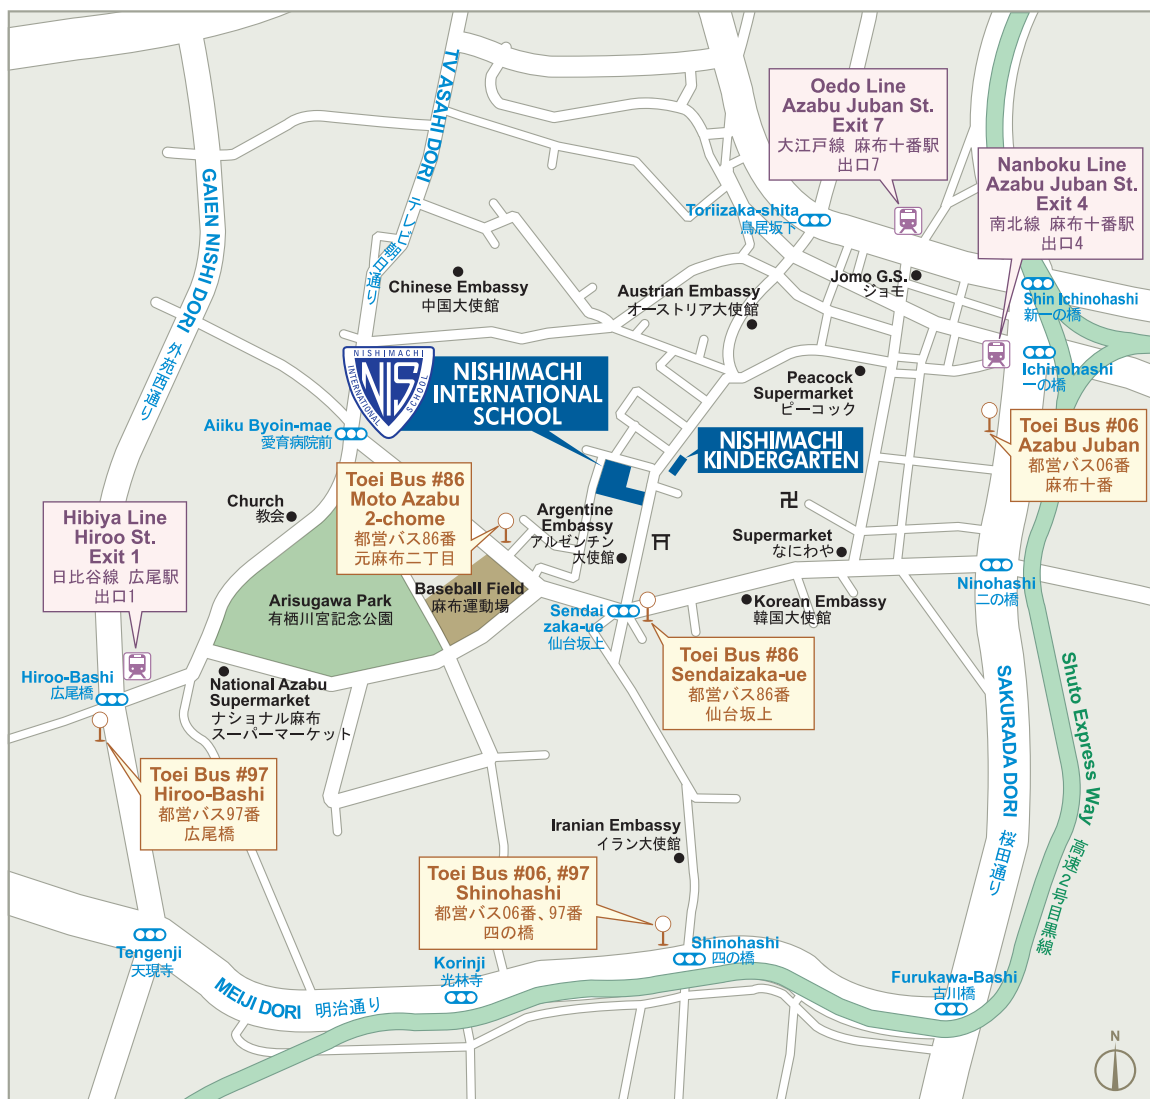 TV ASAHI DORI
テレビ朝日通り
GAIEN NISHI DORI
外苑西通り
Oedo Line
Azabu Juban St.
Exit 7
大江戸線 麻布十番駅
出口7
Nanboku Line
Azabu Juban St.
Exit 4
南北線 麻布十番駅
出口4
Toriizaka-shita
鳥居坂下
Jomo G.S.
ジョモ
Shin Ichinohashi
新一の橋
Chinese Embassy
中国大使館
Austrian Embassy
オーストリア大使館
Ichinohashi
一の橋
NISHIMACHI
INTERNATIONAL
SCHOOL
NIS
NISHIMACHI
INTERNATIONAL
SCHOOL
Peacock
Supermarket
ピーコック
Aiiku Byoin-mae
愛育病院前
NISHIMACHI
KINDERGARTEN
Toei Bus #06
Azabu Juban
都営バス06番
麻布十番
Toei Bus #86
Moto Azabu
2-chome
都営バス86番
元麻布二丁目
Church
教会
Hibiya Line
Hiroo St.
Exit 1
日比谷線 広尾駅
出口1
Argentine
Embassy
アルゼンチン
大使館
Supermarket
なにわや
Ninohashi
二の橋
Arisugawa Park
有栖川宮記念公園
Baseball Field
麻布運動場
Sendai
zaka-ue
仙台坂上
Korean Embassy
韓国大使館
Toei Bus #86
Sendaizaka-ue
都営バス86番
仙台坂上
Hiroo-Bashi
広尾橋
National Azabu
Supermarket
ナショナル麻布
スーパーマーケット
SAKURADA DORI
桜田通り
Shuto Express Way
高速2号目黒線
Toei Bus #97
Hiroo-Bashi
都営バス97番
広尾橋
Iranian Embassy
イラン大使館
Toei Bus #06, #97
Shinohashi
都営バス06番、97番
四の橋
Tengenji
天現寺
Korinji
光林寺
Shinohashi
四の橋
Furukawa-Bashi
古川橋
MEIJI DORI
明治通り
N